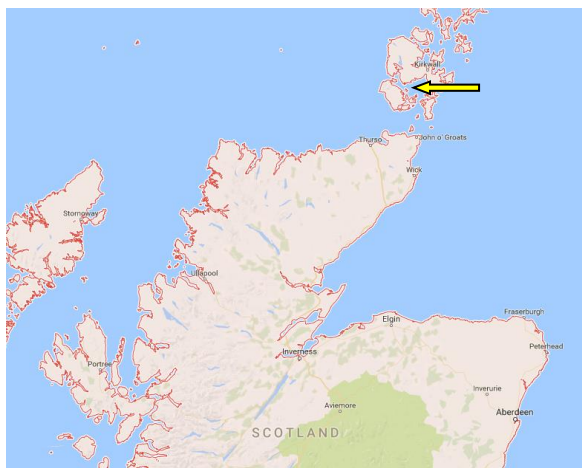 Kirkwall
Thurso
John o' Groats
Wick
Stornoway
Ullapool
Fraserburgh
Elgin
Peterhead
Inverness
Portree
Inverurie
Aviemore
Aberdeen
SCOTLAND